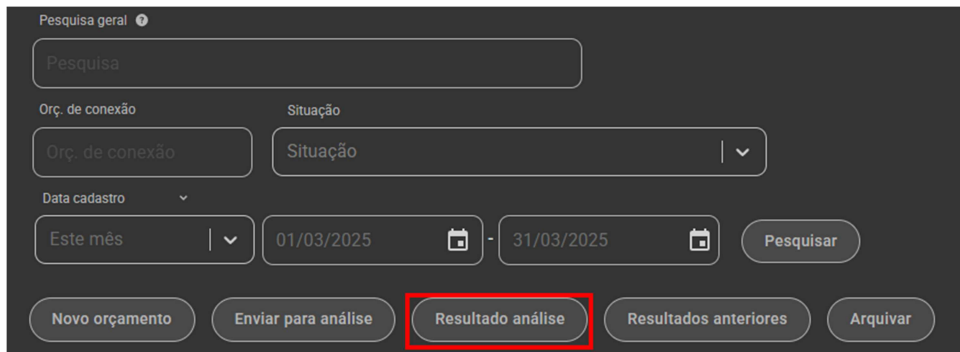 Pesquisa geral ?
Pesquisa
Orç. de conexão Situação
Orç. de conexão Situação
Data cadastro
Este mês 01/03/2025 - 31/03/2025 Pesquisar
Novo orçamento Enviar para análise Resultado análise Resultados anteriores Arquivar